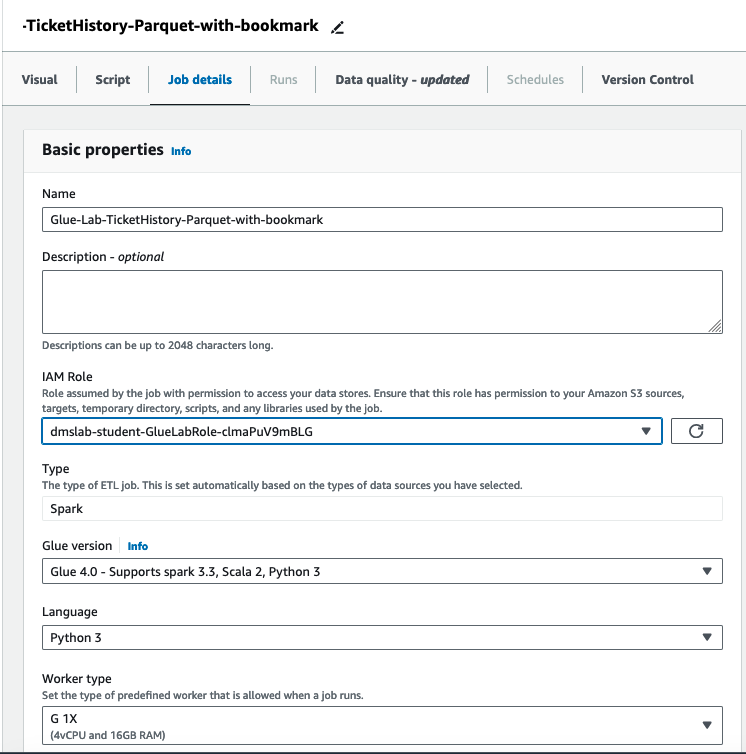 -TicketHistory-Parquet-with-bookmark
Visual Script Job details Runs Data quality - updated Schedules Version Control
Basic properties Info
Name
Glue-Lab-TicketHistory-Parquet-with-bookmark
Description - optional
Descriptions can be up to 2048 characters long.
IAM Role
Role assumed by the job with permission to access your data stores. Ensure that this role has permission to your Amazon S3 sources,
targets, temporary directory, scripts, and any libraries used by the job.
dmslab-student-GlueLabRole-clmaPuV9mBLG
Type
The type of ETL job. This is set automatically based on the types of data sources you have selected.
Spark
Glue version Info
Glue 4.0 - Supports spark 3.3, Scala 2, Python 3
Language
Python 3
Worker type
Set the type of predefined worker that is allowed when a job runs.
G 1X
(4vCPU and 16GB RAM)